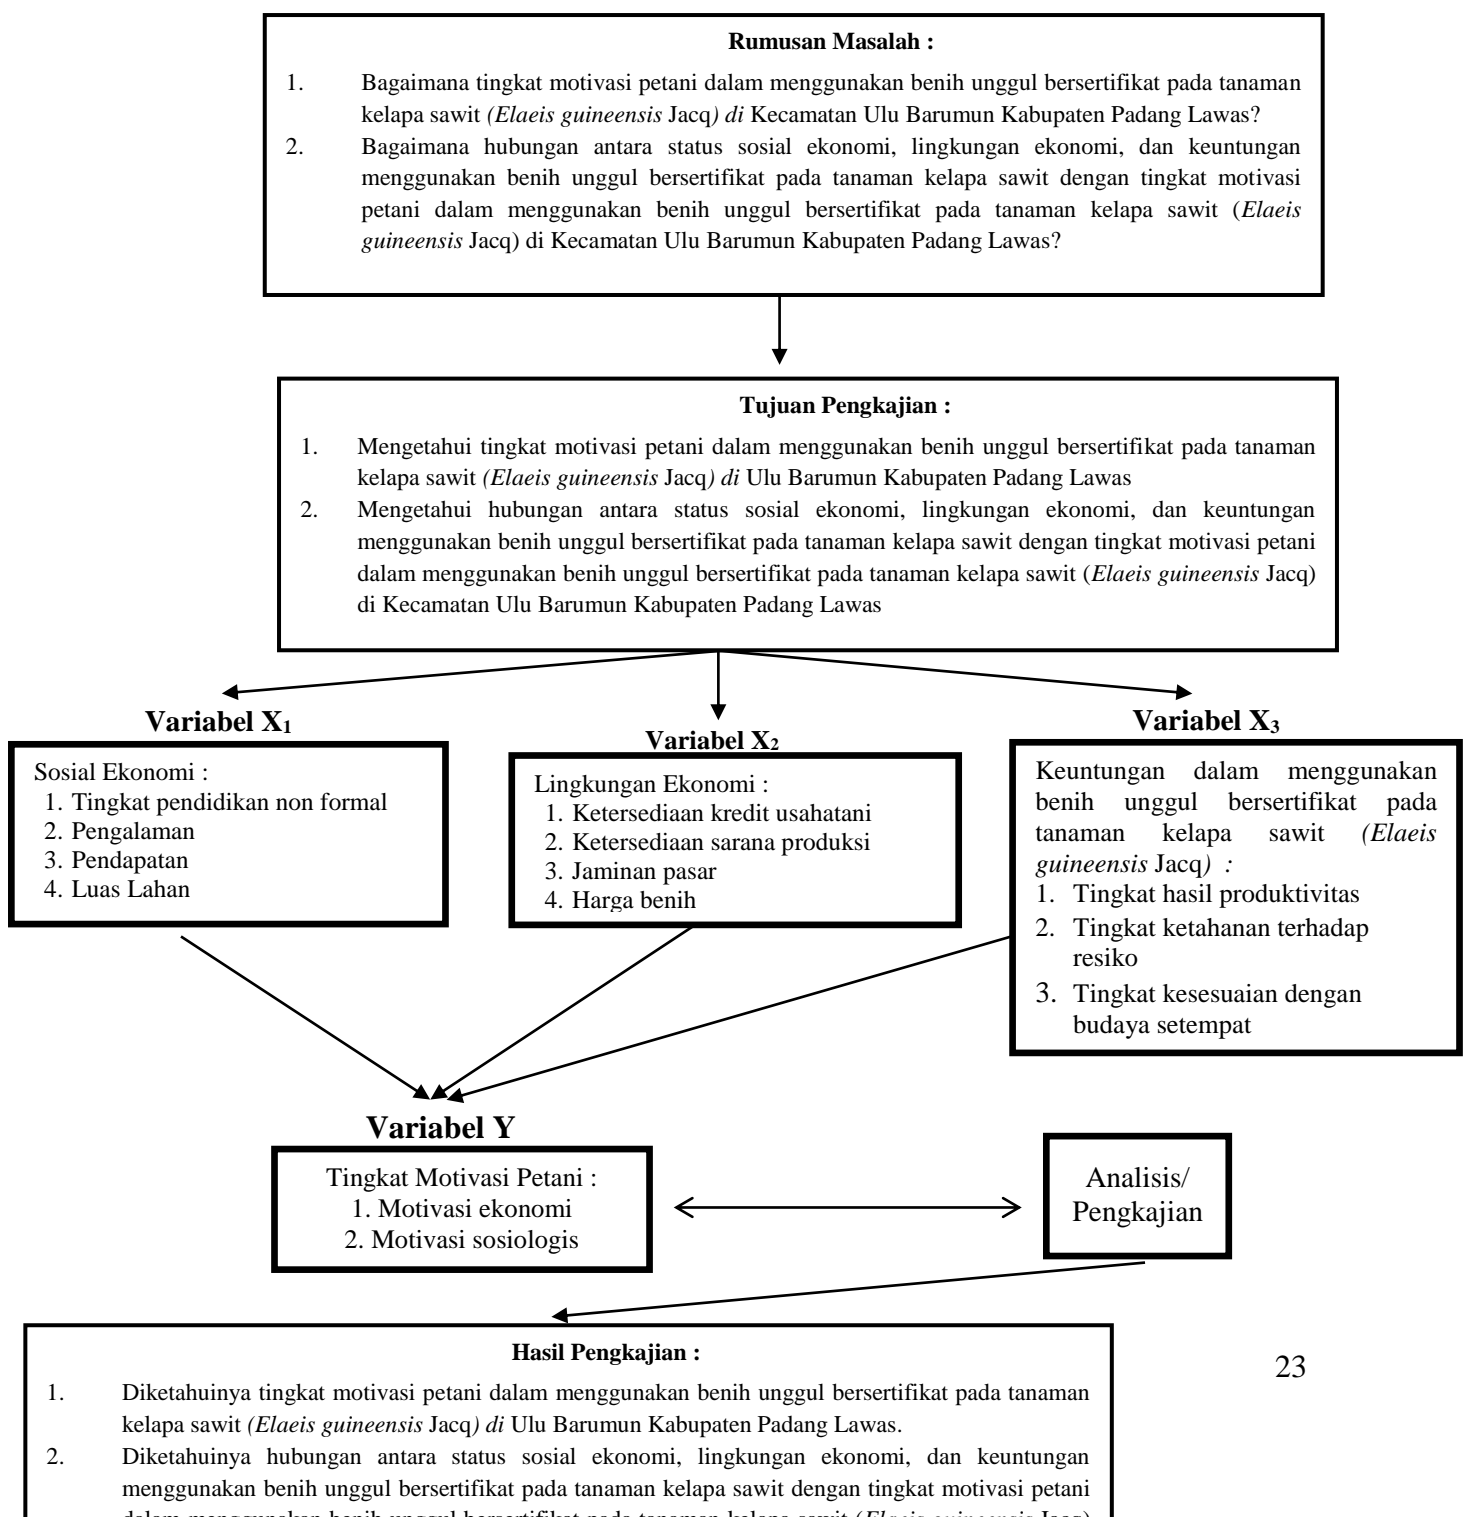 Rumusan Masalah :
1. Bagaimana tingkat motivasi petani dalam menggunakan benih unggul bersertifikat pada tanaman
kelapa sawit (Elaeis guineensis Jacq) di Kecamatan Ulu Barumun Kabupaten Padang Lawas?
2. Bagaimana hubungan antara status sosial ekonomi, lingkungan ekonomi, dan keuntungan
menggunakan benih unggul bersertifikat pada tanaman kelapa sawit dengan tingkat motivasi
petani dalam menggunakan benih unggul bersertifikat pada tanaman kelapa sawit (Elaeis
guineensis Jacq) di Kecamatan Ulu Barumun Kabupaten Padang Lawas?
Tujuan Pengkajian :
1. Mengetahui tingkat motivasi petani dalam menggunakan benih unggul bersertifikat pada tanaman
kelapa sawit (Elaeis guineensis Jacq) di Ulu Barumun Kabupaten Padang Lawas
2. Mengetahui hubungan antara status sosial ekonomi, lingkungan ekonomi, dan keuntungan
menggunakan benih unggul bersertifikat pada tanaman kelapa sawit dengan tingkat motivasi petani
dalam menggunakan benih unggul bersertifikat pada tanaman kelapa sawit (Elaeis guineensis Jacq)
di Kecamatan Ulu Barumun Kabupaten Padang Lawas
Variabel X1
Sosial Ekonomi :
1. Tingkat pendidikan non formal
2. Pengalaman
3. Pendapatan
4. Luas Lahan
Variabel X2
Lingkungan Ekonomi :
1. Ketersediaan kredit usahatani
2. Ketersediaan sarana produksi
3. Jaminan pasar
4. Harga benih
Variabel X3
Keuntungan dalam menggunakan
benih unggul bersertifikat pada
tanaman kelapa sawit (Elaeis
guineensis Jacq) :
1. Tingkat hasil produktivitas
2. Tingkat ketahanan terhadap
resiko
3. Tingkat kesesuaian dengan
budaya setempat
Variabel Y
Tingkat Motivasi Petani :
1. Motivasi ekonomi
2. Motivasi sosiologis
Analisis/
Pengkajian
Hasil Pengkajian :
1. Diketahuinya tingkat motivasi petani dalam menggunakan benih unggul bersertifikat pada tanaman
kelapa sawit (Elaeis guineensis Jacq) di Ulu Barumun Kabupaten Padang Lawas.
2. Diketahuinya hubungan antara status sosial ekonomi, lingkungan ekonomi, dan keuntungan
menggunakan benih unggul bersertifikat pada tanaman kelapa sawit dengan tingkat motivasi petani
dalam menggunakan benih unggul bersertifikat pada tanaman kelapa sawit (Elaeis guineensis Jacq)
23